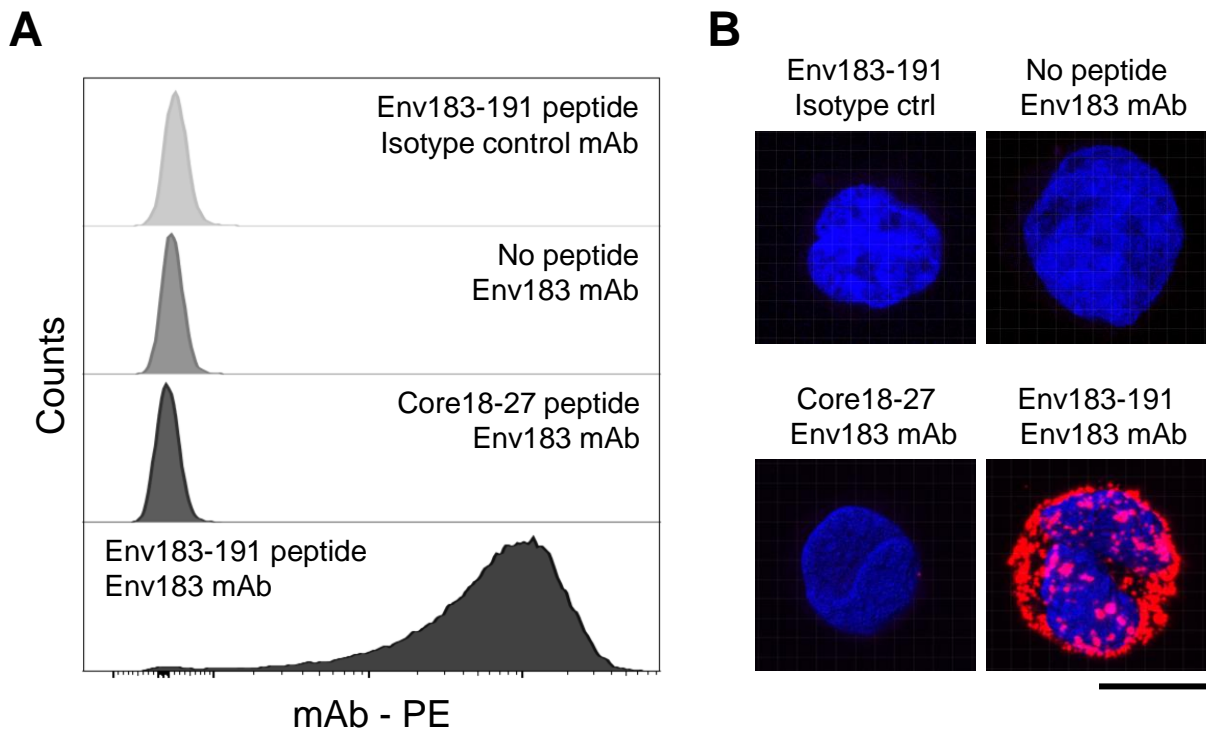 A
Counts
Env183-191 peptide
Isotype control mAb
No peptide
Env183 mAb
Core18-27 peptide
Env183 mAb
Env183-191 peptide
Env183 mAb
mAb - PE
B
Env183-191
Isotype ctrl
No peptide
Env183 mAb
Core18-27
Env183 mAb
Env183-191
Env183 mAb